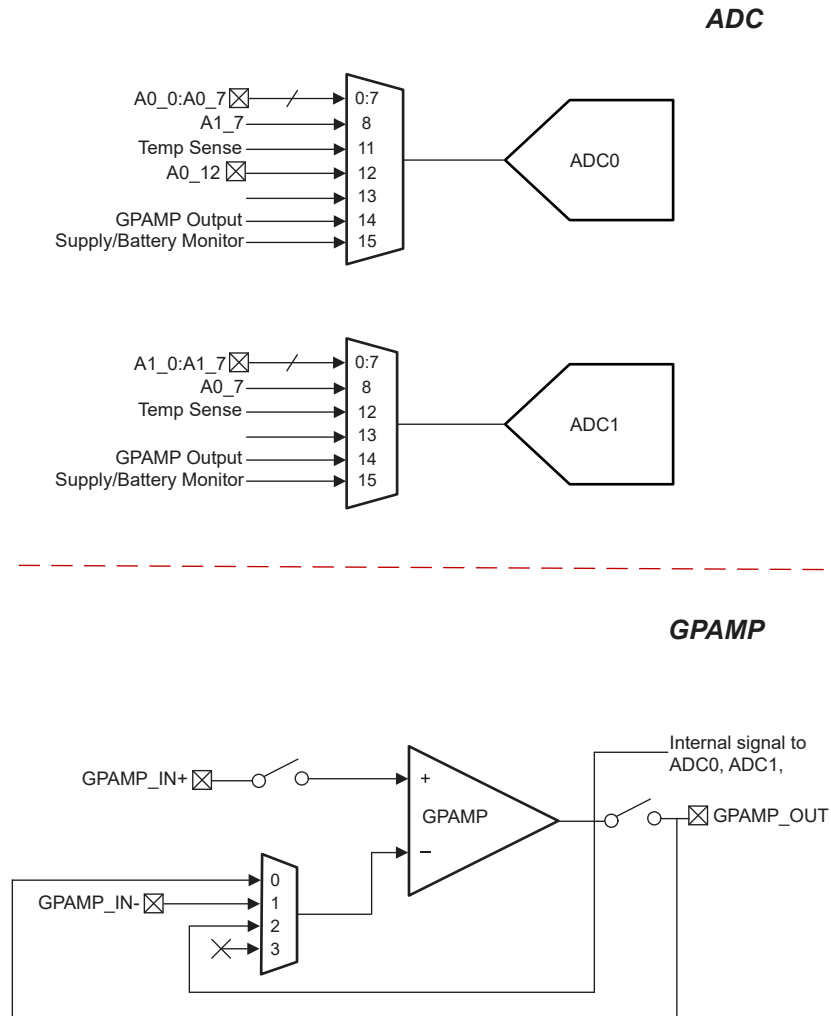 ADC
A0_0:A0_7
0:7
A1_7
8
Temp Sense
11
ADC0
A0_12
12
13
GPAMP Output
14
Supply/Battery Monitor
15
A1_0:A1_7
0:7
A0_7
8
Temp Sense
12
ADC1
13
GPAMP Output
14
Supply/Battery Monitor
15
GPAMP
Internal signal to
ADC0, ADC1,
GPAMP_IN+
+
GPAMP
GPAMP_OUT
−
0
GPAMP_IN-
1
2
3